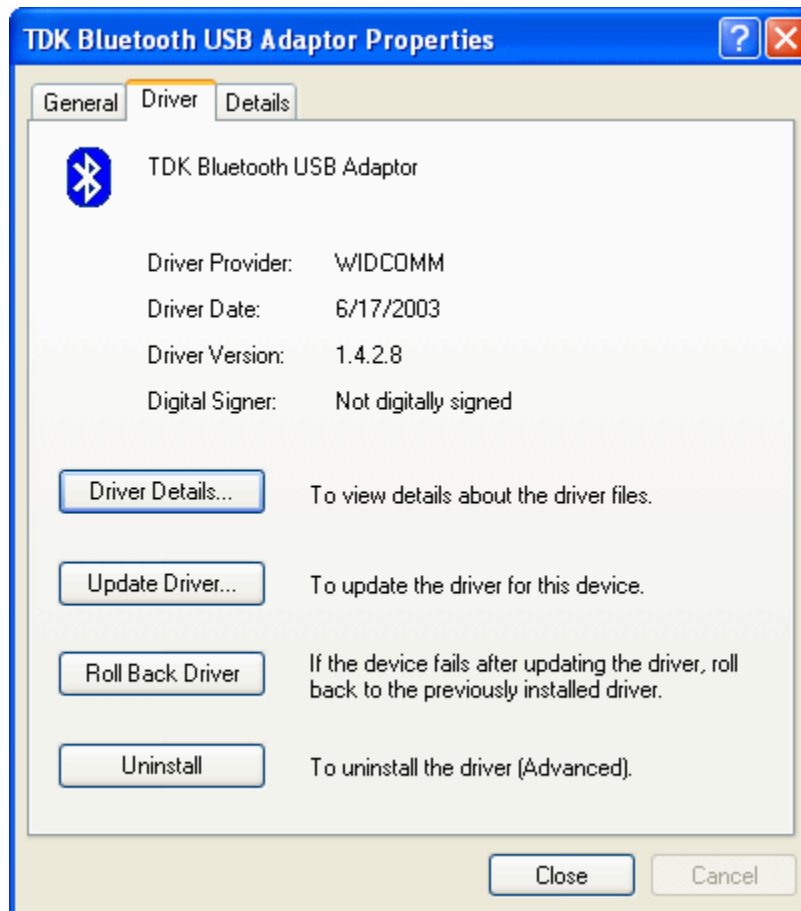 TDK Bluetooth USB Adaptor Properties
General Driver Details
TDK Bluetooth USB Adaptor
Driver Provider: WIDCOMM
Driver Date: 6/17/2003
Driver Version: 1.4.2.8
Digital Signer: Not digitally signed
Driver Details... To view details about the driver files.
Update Driver... To update the driver for this device.
Roll Back Driver If the device fails after updating the driver, roll
back to the previously installed driver.
Uninstall To uninstall the driver (Advanced).
Close Cancel